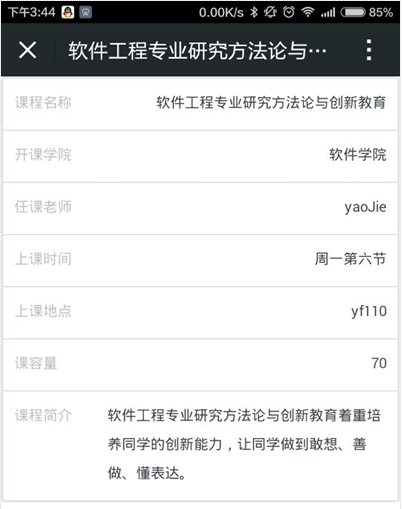 下午3:44 0.00K/s 85%
软件工程专业研究方法论与···
课程名称 软件工程专业研究方法论与创新教育
开课学院 软件学院
任课老师 yaoJie
上课时间 周一第六节
上课地点 yf110
课容量 70
课程简介 软件工程专业研究方法论与创新教育着重培
养同学的创新能力，让同学做到敢想、善
做、懂表达。